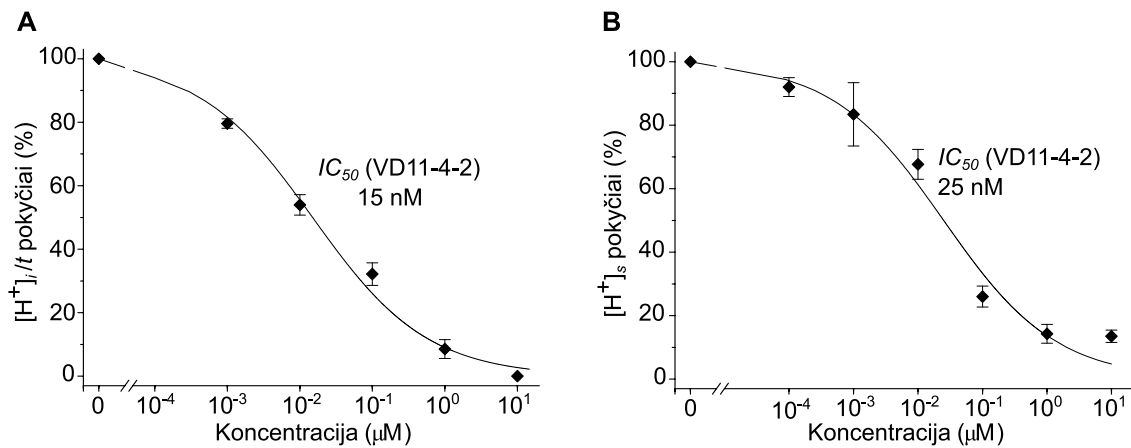 A
[H⁺]ᵢ/t pokyčiai (%)
100
80
60
40
20
0
IC₅₀ (VD11-4-2)
15 nM
0 10⁻⁴ 10⁻³ 10⁻² 10⁻¹ 10⁰ 10¹
Koncentracija (μM)
B
[H⁺]ₛ pokyčiai (%)
100
80
60
40
20
0
IC₅₀ (VD11-4-2)
25 nM
0 10⁻⁴ 10⁻³ 10⁻² 10⁻¹ 10⁰ 10¹
Koncentracija (μM)